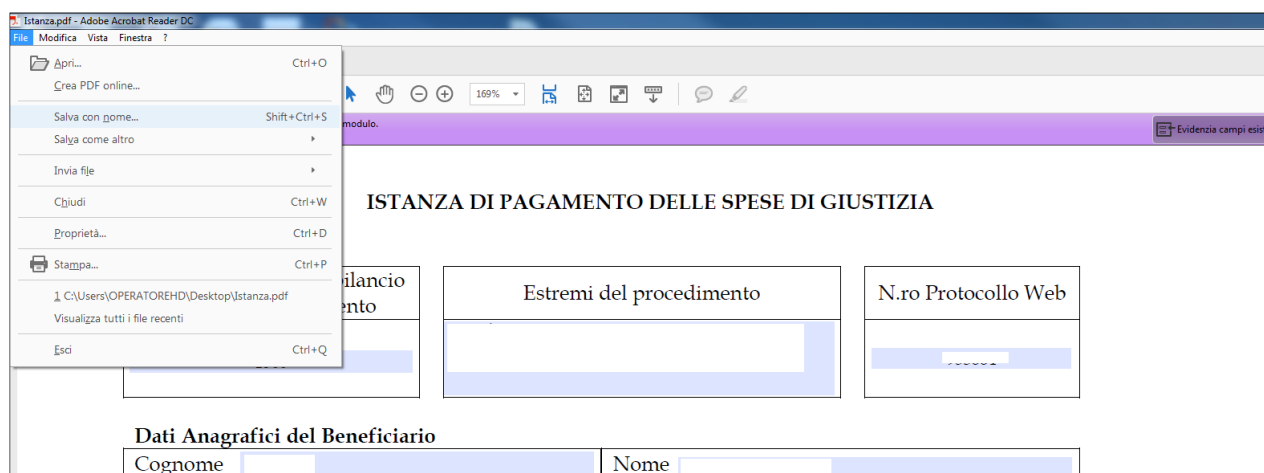 Istanza.pdf - Adobe Acrobat Reader DC
File Modifica Vista Finestra ?
Apri... Ctrl+O
Crea PDF online...
169%
Salva con nome... Shift+Ctrl+S
modulo.
Evidenzia campi esis
Salva come altro
Invia file
Chiudi Ctrl+W
ISTANZA DI PAGAMENTO DELLE SPESE DI GIUSTIZIA
Proprietà... Ctrl+D
Stampa... Ctrl+P
ilancio
ento
Estremi del procedimento
N.ro Protocollo Web
1 C:\Users\OPERATOREHD\Desktop\Istanza.pdf
Visualizza tutti i file recenti
Esci Ctrl+Q
Dati Anagrafici del Beneficiario
Cognome
Nome